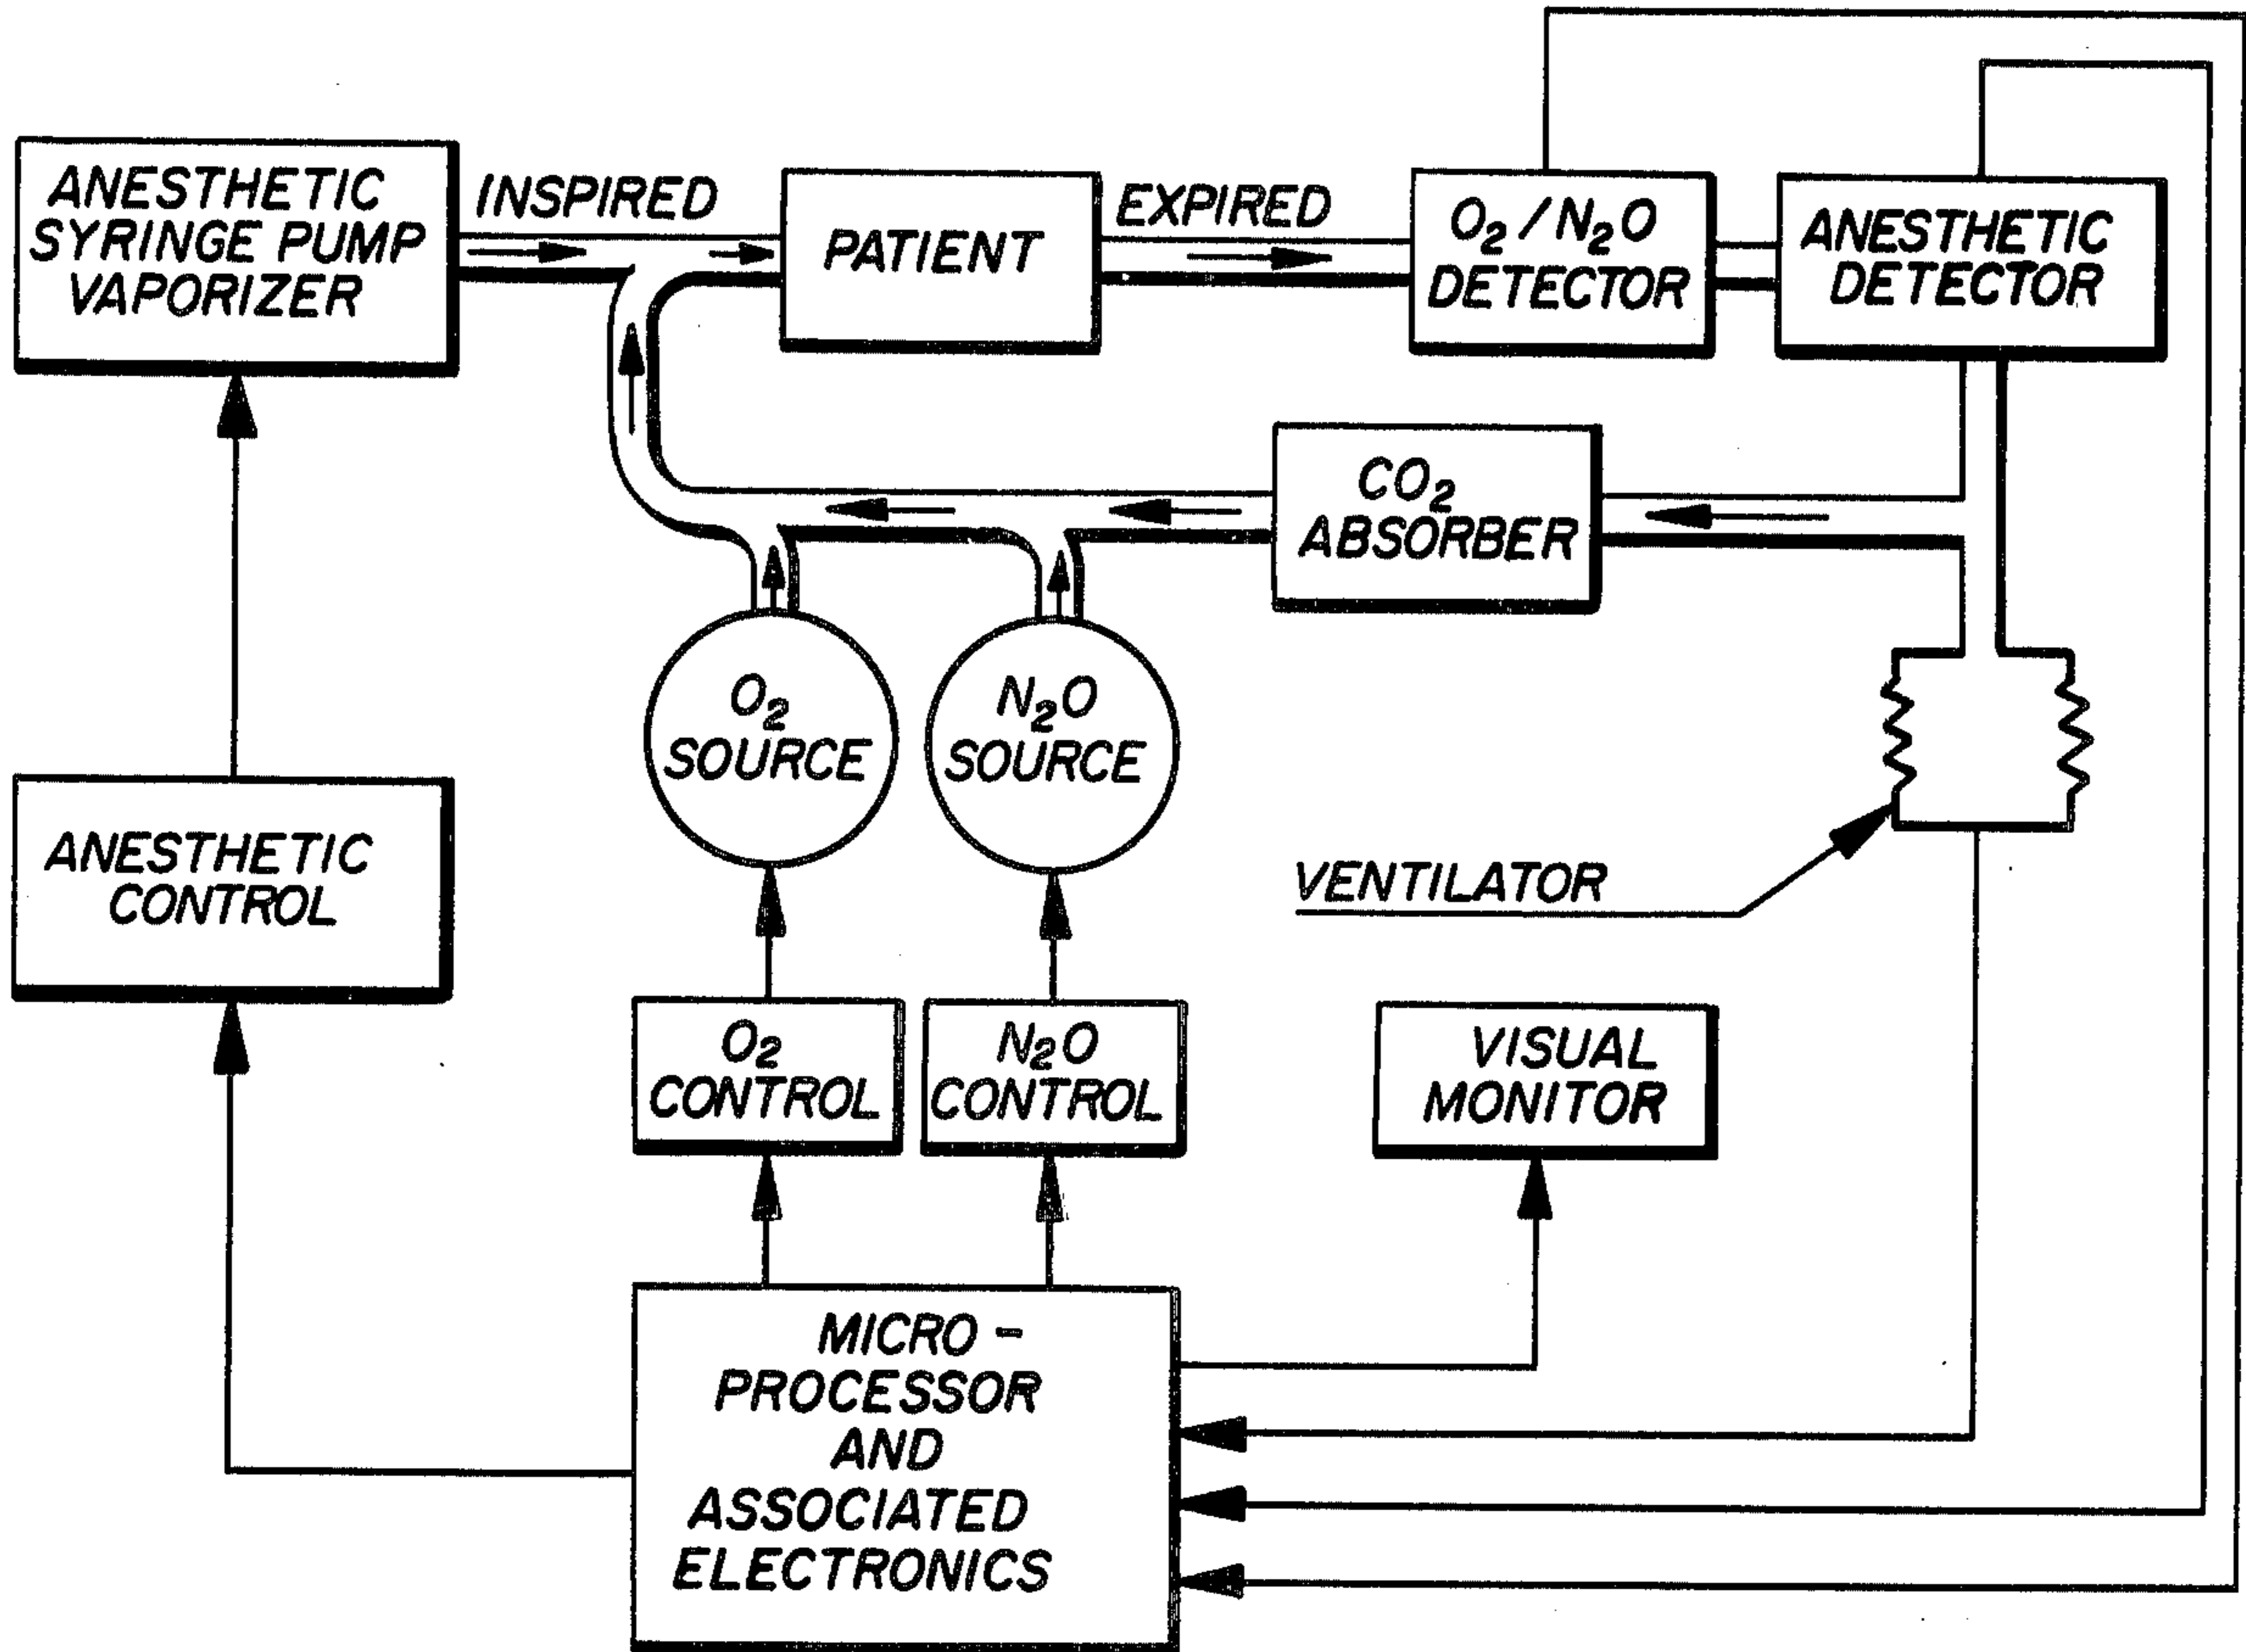 ANESTHETIC
SYRINGE PUMP
VAPORIZER
INSPIRED
PATIENT
EXPIRED
O₂/N₂O
DETECTOR
ANESTHETIC
DETECTOR
CO₂
ABSORBER
O₂
SOURCE
N₂O
SOURCE
ANESTHETIC
CONTROL
VENTILATOR
O₂
CONTROL
N₂O
CONTROL
VISUAL
MONITOR
MICRO-
PROCESSOR
AND
ASSOCIATED
ELECTRONICS